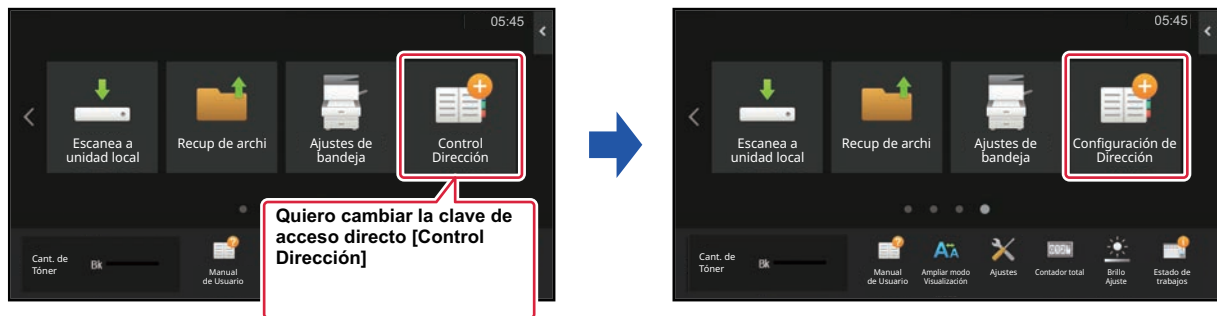 05:45
Escanea a
unidad local
Recup de archi
Ajustes de
bandeja
Control
Dirección
Quiero cambiar la clave de
acceso directo [Control
Dirección]
Cant. de
Tóner
Bk
Manual
de Usuario
05:45
Escanea a
unidad local
Recup de archi
Ajustes de
bandeja
Configuración de
Dirección
Cant. de
Tóner
Bk
Manual
de Usuario
Ampliar modo
Visualización
Ajustes
Contador total
Brillo
Ajuste
Estado de
trabajos